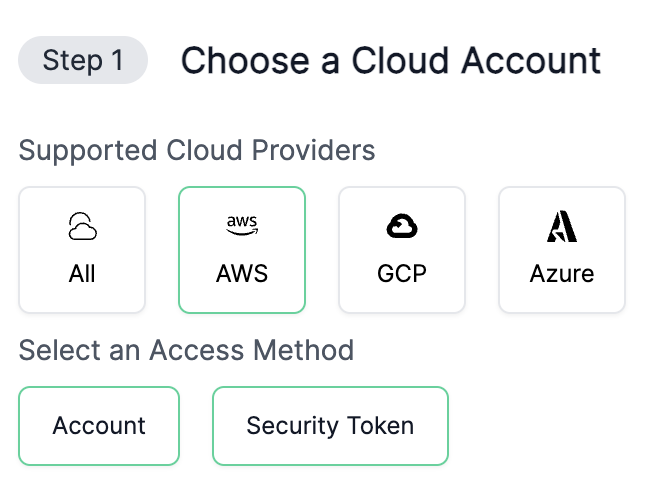 Step 1 Choose a Cloud Account
Supported Cloud Providers
aws
All AWS GCP Azure
Select an Access Method
Account Security Token